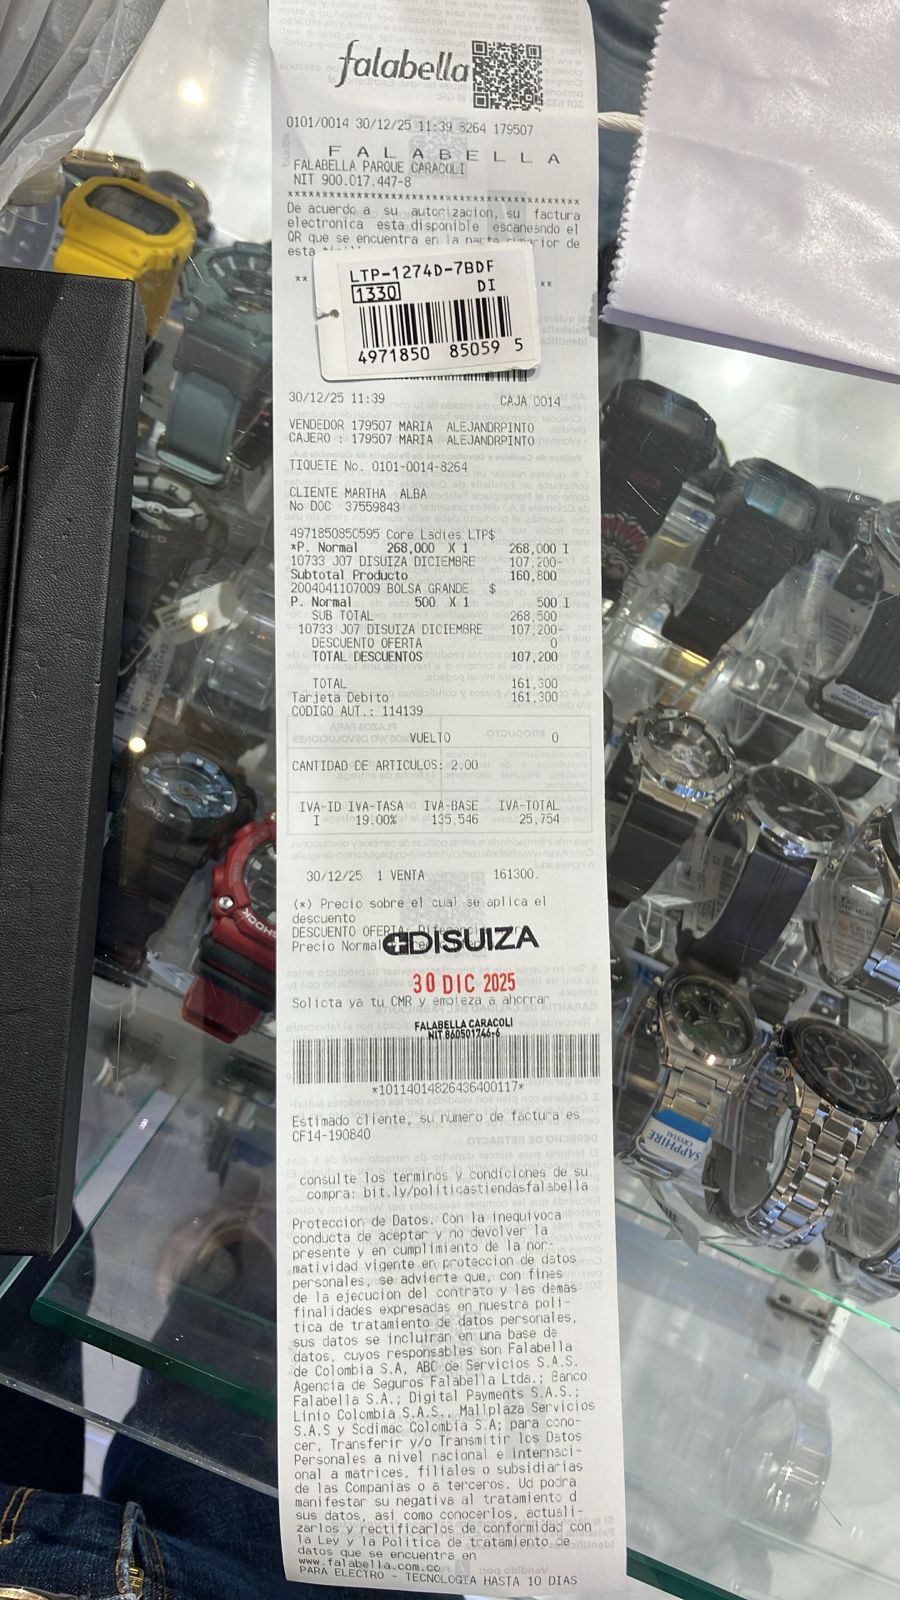 falabella
0101/0014 30/12/25 11:39 8264 179507
F A L A B E L L A
FALABELLA PARQUE CARACOLI
NIT 900.017.447-8
****************************************
De acuerdo a su autorizacion, su factura
electronica esta disponible escaneando el
QR que se encuentra en la parte superior de
esta
** **
LTP-1274D-7BDF
1330 DI
4971850 85059 5
30/12/25 11:39 CAJA 0014
VENDEDOR 179507 MARIA ALEJANDRPINTO
CAJERO : 179507 MARIA ALEJANDRPINTO
TIQUETE No. 0101-0014-8264
CLIENTE MARTHA ALBA
No DOC 37559843
4971850850595 Core Ladies LTP$
*P. Normal 268,000 X 1 268,000 I
10733 J07 DISUIZA DICIEMBRE 107,200-
Subtotal Producto 160,800
2004041107009 BOLSA GRANDE $
P. Normal 500 X 1 500 I
SUB TOTAL 268,500
10733 J07 DISUIZA DICIEMBRE 107,200-
DESCUENTO OFERTA 0
TOTAL DESCUENTOS 107,200
TOTAL 161,300
Tarjeta Debito 161,300
CODIGO AUT.: 114139
VUELTO 0
CANTIDAD DE ARTICULOS: 2.00
IVA-ID IVA-TASA IVA-BASE IVA-TOTAL
I 19.00% 135,546 25,754
30/12/25 1 VENTA 161300.
(*) Precio sobre el cual se aplica el
descuento
DESCUENTO OFERTA:
Precio Normal
DISUIZA
30 DIC 2025
Solicta ya tu CMR y empieza a ahorrar
FALABELLA CARACOLI
NIT 860501746-6
*10114014826436400117*
Estimado cliente, su numero de factura es
CF14-190840
consulte los terminos y condiciones de su
compra: bit.ly/politicastiendasfalabella
Proteccion de Datos. Con la inequivoca
conducta de aceptar y no devolver la
presente y en cumplimiento de la nor-
matividad vigente en proteccion de datos
personales, se advierte que, con fines
de la ejecucion del contrato y las demas
finalidades expresadas en nuestra poli-
tica de tratamiento de datos personales,
sus datos se incluiran en una base de
datos, cuyos responsables son Falabella
de Colombia S.A, ABC de Servicios S.A.S.
Agencia de Seguros Falabella Ltda.; Banco
Falabella S.A.; Digital Payments S.A.S.;
Linio Colombia S.A.S., Mallplaza Servicios
S.A.S y Sodimac Colombia S.A; para cono-
cer, Transferir y/o Transmitir los Datos
Personales a nivel nacional e internaci-
onal a matrices, filiales o subsidiarias
de las Companias o a terceros. Ud podra
manifestar su negativa al tratamiento d
sus datos, asi como conocerlos, actuali-
zarlos y rectificarlos de conformidad con
la Ley y la Politica de tratamiento de
datos que se encuentra en
www.falabella.com.co
PARA ELECTRO - TECNOLOGIA HASTA 10 DIAS
SAPPHIRE
CRYSTAL